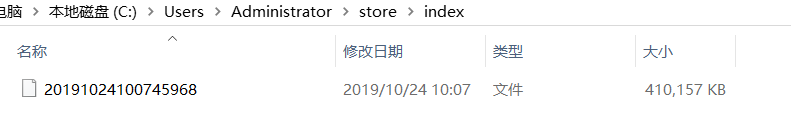 电脑 > 本地磁盘 (C:) > Users > Administrator > store > index
名称 修改日期 类型 大小
20191024100745968 2019/10/24 10:07 文件 410,157 KB